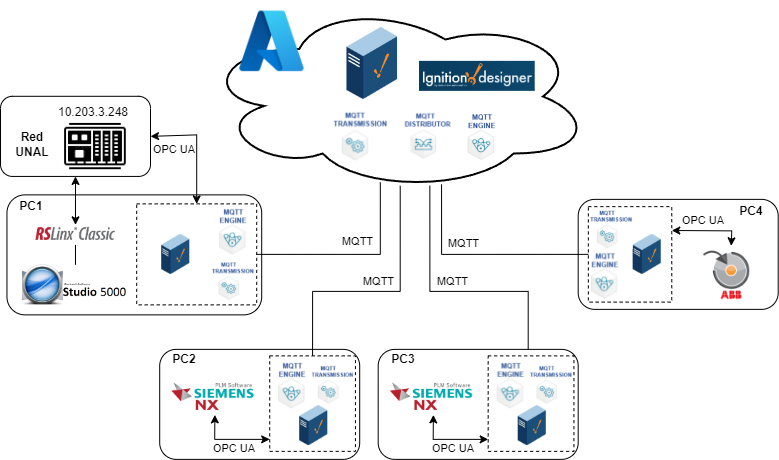 Ignition designer
MQTT
TRANSMISSION
MQTT
DISTRIBUTOR
MQTT
ENGINE
10.203.3.248
Red
UNAL
OPC UA
PC1
RSLinx Classic
Studio 5000
MQTT
ENGINE
MQTT
TRANSMISSION
MQTT
MQTT
MQTT
MQTT
PC4
MQTT
TRANSMISSION
MQTT
ENGINE
OPC UA
ABB
PC2
PLM Software
SIEMENS
NX
OPC UA
MQTT
ENGINE
MQTT
TRANSMISSION
PC3
PLM Software
SIEMENS
NX
OPC UA
MQTT
ENGINE
MQTT
TRANSMISSION